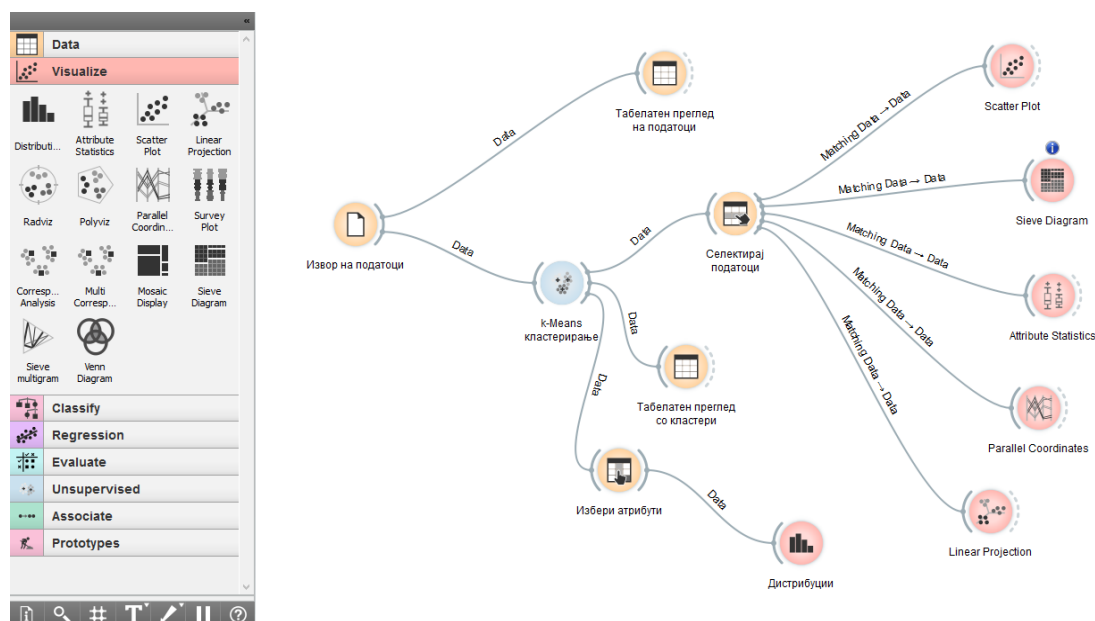 «
Data
Visualize
Distributi...
Attribute
Statistics
Scatter
Plot
Linear
Projection
Radviz
Polyviz
Parallel
Coordin...
Survey
Plot
Corresp...
Analysis
Multi
Corresp...
Mosaic
Display
Sieve
Diagram
Sieve
multigram
Venn
Diagram
Classify
Regression
Evaluate
Unsupervised
Associate
Prototypes
T
?
Извор на податоци
Data
Data
Табелатен преглед
на податоци
k-Means
кластерирање
Data
Data
Data
Табелатен преглед
со кластери
Избери атрибути
Data
Дистрибуции
Селектирај
податоци
Matching Data → Data
Matching Data → Data
Matching Data → Data
Matching Data → Data
Matching Data → Data
Scatter Plot
i
Sieve Diagram
Attribute Statistics
Parallel Coordinates
Linear Projection